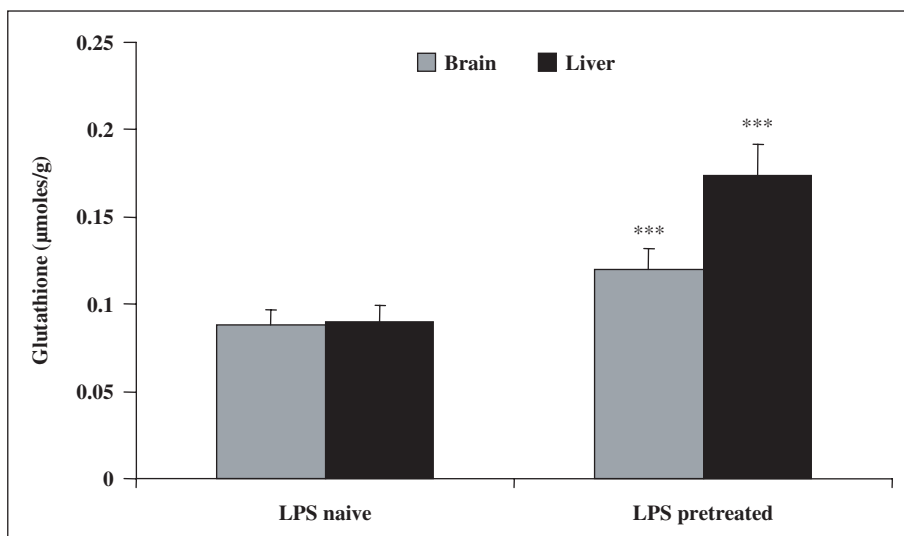 0.25
Brain Liver
0.2
***
0.15
***
0.1
0.05
0
Glutathione (µmoles/g)
LPS naive LPS pretreated